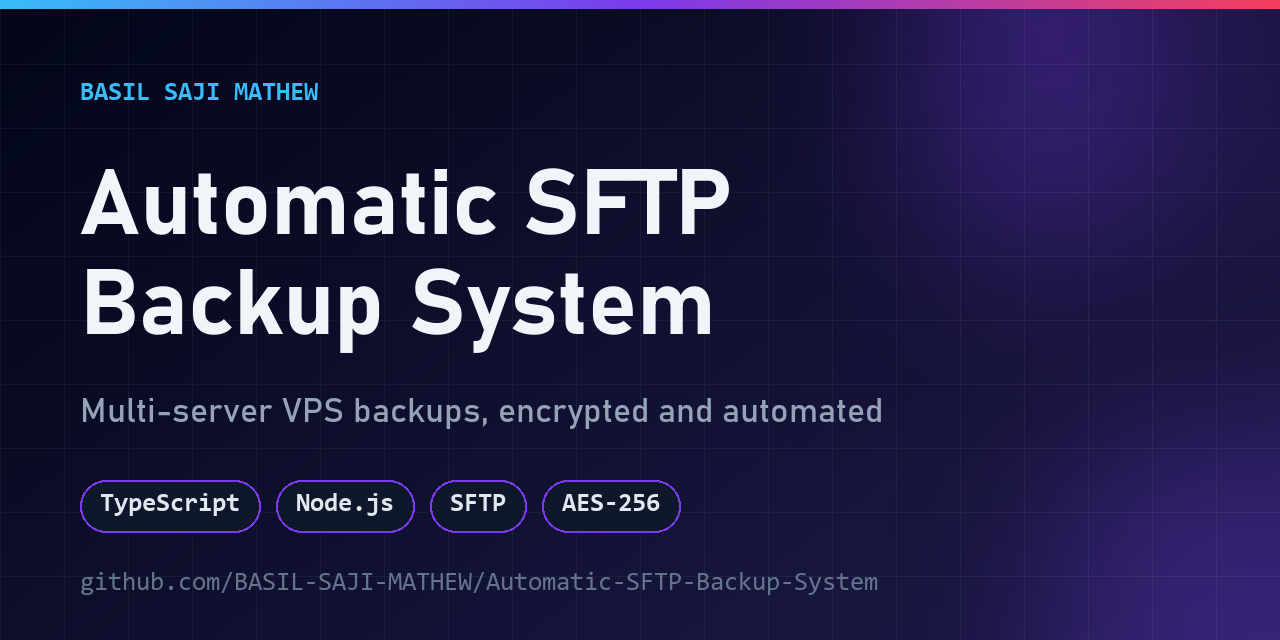 BASIL SAJI MATHEW
Automatic SFTP
Backup System
Multi-server VPS backups, encrypted and automated
TypeScript Node.js SFTP AES-256
github.com/BASIL-SAJI-MATHEW/Automatic-SFTP-Backup-System